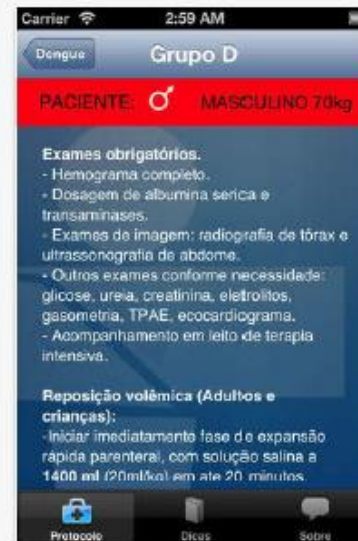 Carrier 2:59 AM
Dengue Grupo D
PACIENTE: ♂ MASCULINO 70kg
Exames obrigatórios.
- Hemograma completo.
- Dosagem de albumina serica e
transaminases.
- Exames de imagem: radiografia de tórax e
ultrassonografia de abdome.
- Outros exames conforme necessidade:
glicose, ureia, creatinina, eletrolitos,
gasometria, TPAE, ecocardiograma.
- Acompanhamento em leito de terapia
intensiva.
Reposição volêmica (Adultos e
crianças):
-Iniciar imediatamente fase de expansão
rápida parenteral, com solução salina a
1400 ml (20ml/kg) em ate 20 minutos
Protocolo Dicas Sobre